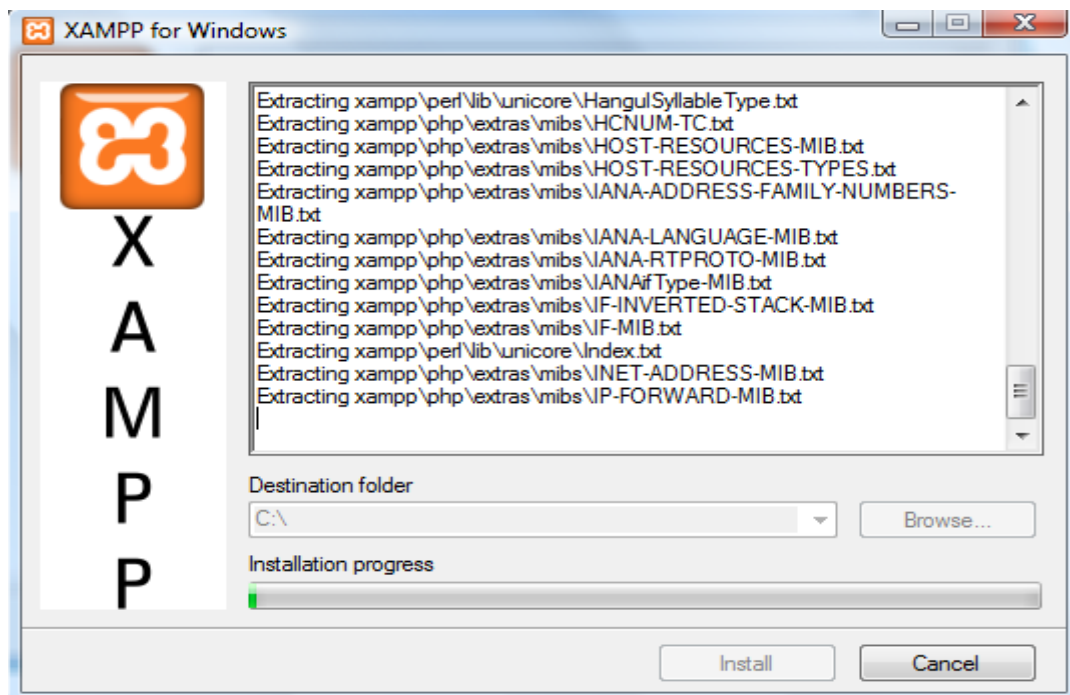 XAMPP for Windows
X
A
M
P
P
Extracting xampp\perl\lib\unicore\HangulSyllableType.txt
Extracting xampp\php\extras\mibs\HCNUM-TC.txt
Extracting xampp\php\extras\mibs\HOST-RESOURCES-MIB.txt
Extracting xampp\php\extras\mibs\HOST-RESOURCES-TYPES.txt
Extracting xampp\php\extras\mibs\IANA-ADDRESS-FAMILY-NUMBERS-
MIB.txt
Extracting xampp\php\extras\mibs\IANA-LANGUAGE-MIB.txt
Extracting xampp\php\extras\mibs\IANA-RTPROTO-MIB.txt
Extracting xampp\php\extras\mibs\IANAifType-MIB.txt
Extracting xampp\php\extras\mibs\IF-INVERTED-STACK-MIB.txt
Extracting xampp\php\extras\mibs\IF-MIB.txt
Extracting xampp\perl\lib\unicore\Index.txt
Extracting xampp\php\extras\mibs\INET-ADDRESS-MIB.txt
Extracting xampp\php\extras\mibs\IP-FORWARD-MIB.txt
Destination folder
C:\
Browse...
Installation progress
Install
Cancel